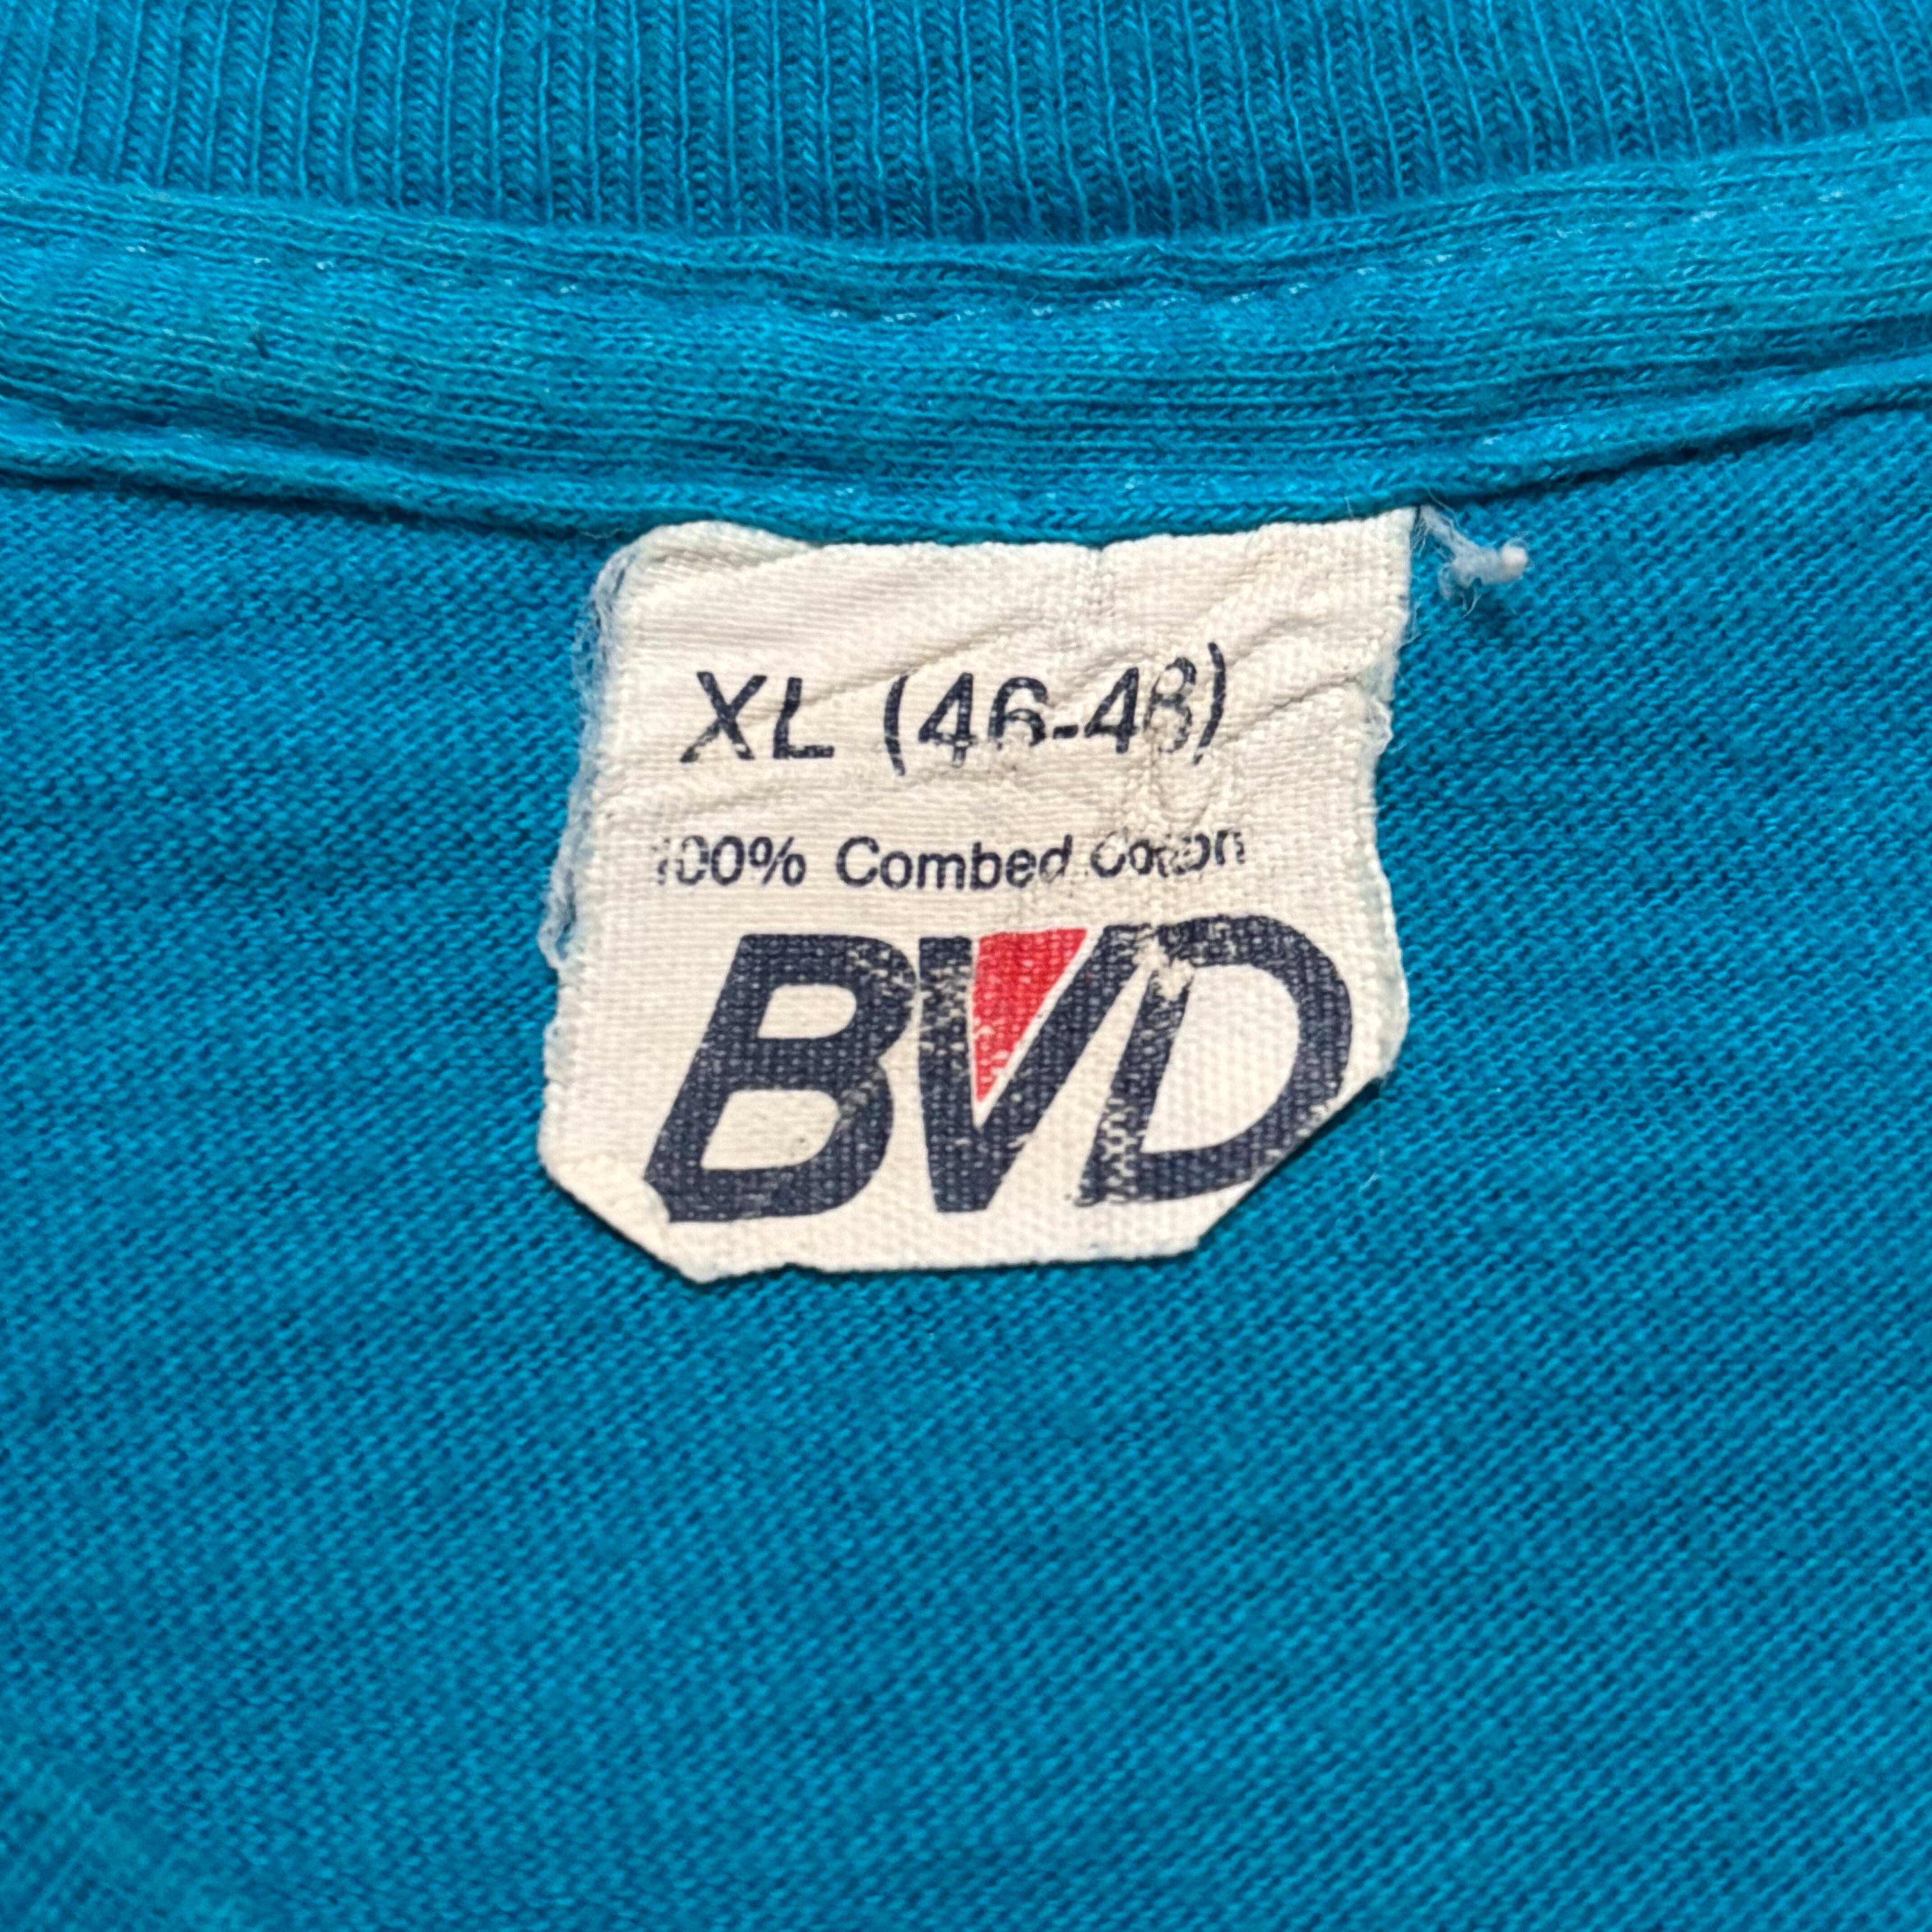 XL (46-48)
100% Combed Cotton
BVD